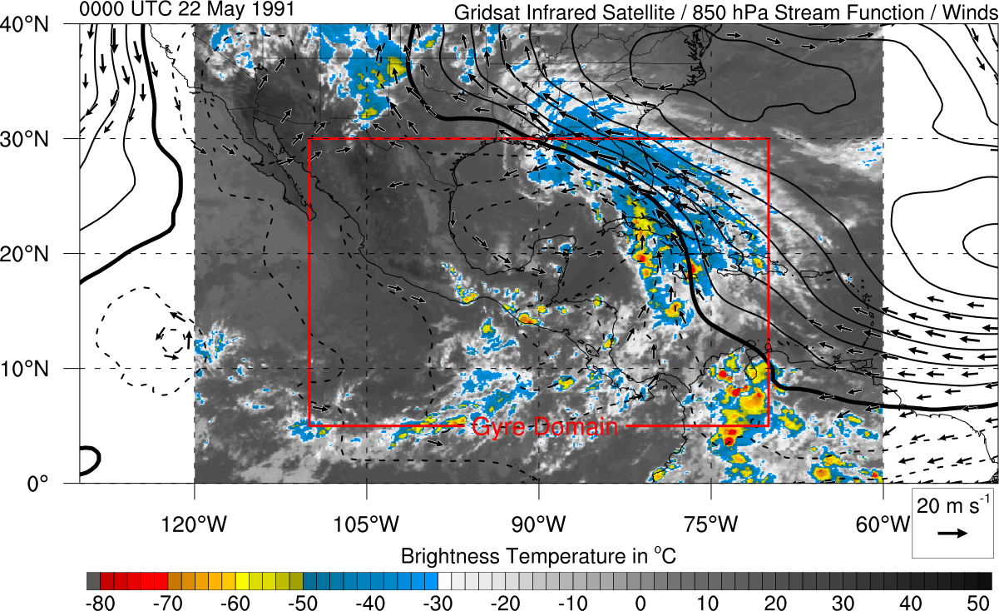 0000 UTC 22 May 1991
Gridsat Infrared Satellite / 850 hPa Stream Function / Winds
40°N
30°N
20°N
10°N
0°
Gyre Domain
120°W 105°W 90°W 75°W 60°W
20 m s⁻¹
Brightness Temperature in °C
-80 -70 -60 -50 -40 -30 -20 -10 0 10 20 30 40 50